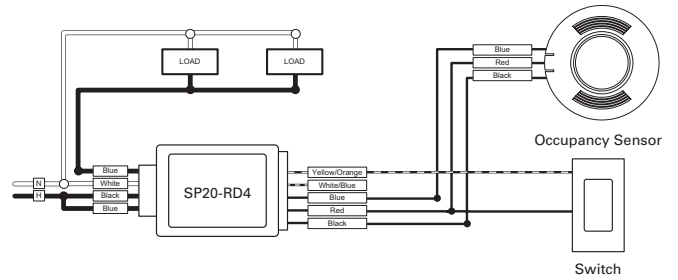 LOAD
LOAD
Blue
Red
Black
Occupancy Sensor
N
H
Blue
White
Black
Blue
SP20-RD4
Yellow/Orange
White/Blue
Blue
Red
Black
Switch